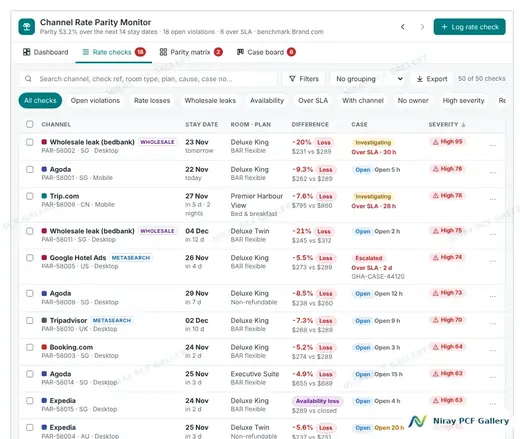 Channel Rate Parity Monitor
Parity 53.2% over the next 14 stay dates · 18 open violations · 6 over SLA · benchmark Brand.com
+ Log rate check
Dashboard
Rate checks 18
Parity matrix 2
Case board 6
Search channel, check ref, room type, plan, cause, case no...
Filters
No grouping
Export
50 of 50 checks
All checks
Open violations
Rate losses
Wholesale leaks
Availability
Over SLA
With channel
No owner
High severity
Re
CHANNEL STAY DATE ROOM · PLAN DIFFERENCE CASE SEVERITY
Wholesale leak (bedbank) WHOLESALE 23 Nov Deluxe King -20% Loss Investigating High 95 ...
PAR-58002 · SG · Desktop tomorrow BAR flexible $231 vs $289 Over SLA · 30 h
Agoda 22 Nov Deluxe King -9.3% Loss Open Open 5 h High 78 ...
PAR-58001 · SG · Mobile today BAR flexible $262 vs $289
Trip.com 27 Nov Premier Harbour View -7.6% Loss Investigating High 78 ...
PAR-58006 · CN · Mobile in 5 d · 2 nights Bed & breakfast $795 vs $860 Over SLA · 28 h
Wholesale leak (bedbank) WHOLESALE 04 Dec Deluxe Twin -21% Loss Open Open 2 h High 75 ...
PAR-58011 · SG · Desktop in 12 d BAR flexible $245 vs $312
Google Hotel Ads METASEARCH 26 Nov Deluxe King -5.5% Loss Escalated High 74 ...
PAR-58005 · US · Desktop in 4 d BAR flexible $273 vs $289 Over SLA · 2 d
GHA-CASE-44120
Agoda 29 Nov Deluxe King -8.5% Loss Open Open 12 h High 73 ...
PAR-58008 · SG · Desktop in 7 d Non-refundable $238 vs $260
Tripadvisor METASEARCH 02 Dec Deluxe King -7.3% Loss Open Open 9 h High 70 ...
PAR-58010 · UK · Desktop in 10 d BAR flexible $268 vs $289
Booking.com 24 Nov Deluxe King -5.2% Loss Open Open 3 h High 64 ...
PAR-58003 · SG · Desktop in 2 d BAR flexible $274 vs $289
Agoda 25 Nov Executive Suite -4.9% Loss Open Open 15 h High 63 ...
PAR-58014 · SG · Desktop in 3 d BAR flexible $655 vs $689
Expedia 24 Nov Deluxe King Availability loss Open Open 4 h High 63 ...
PAR-58015 · SG · Desktop in 2 d BAR flexible $289 vs closed
Expedia 25 Nov Deluxe Twin -5.6% Loss Open Open 20 h
PAR-58004 · AU · Desktop in 3 d BAR flexible $237 vs $251
Niray PCF Gallery